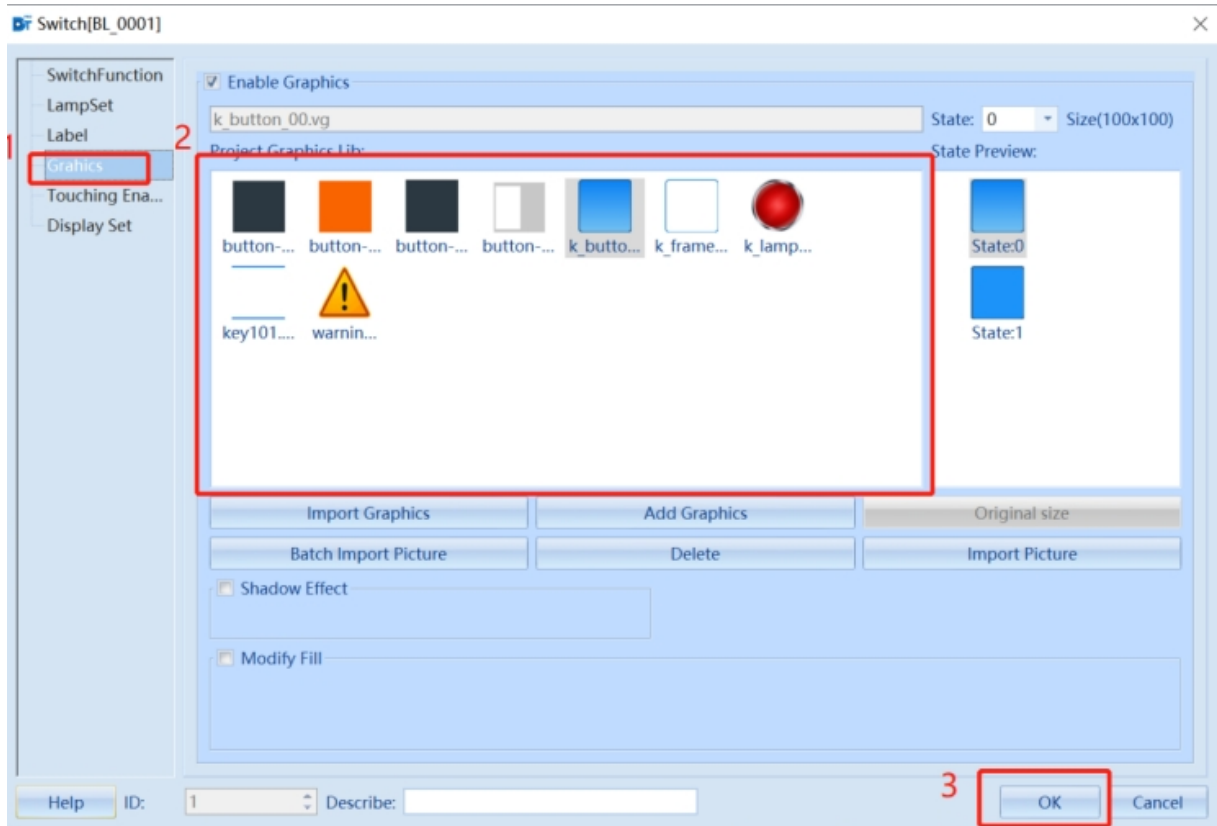 Switch[BL_0001]
SwitchFunction
LampSet
Label
1
Grahics
Touching Ena...
Display Set
Enable Graphics
k_button_00.vg
State: 0 Size(100x100)
2
Project Graphics Lib:
State Preview:
button-... button-... button-... button-... k_butto... k_frame... k_lamp...
State:0
key101.... warnin...
State:1
Import Graphics Add Graphics Original size
Batch Import Picture Delete Import Picture
Shadow Effect
Modify Fill
3
Help ID: 1 Describe: OK Cancel